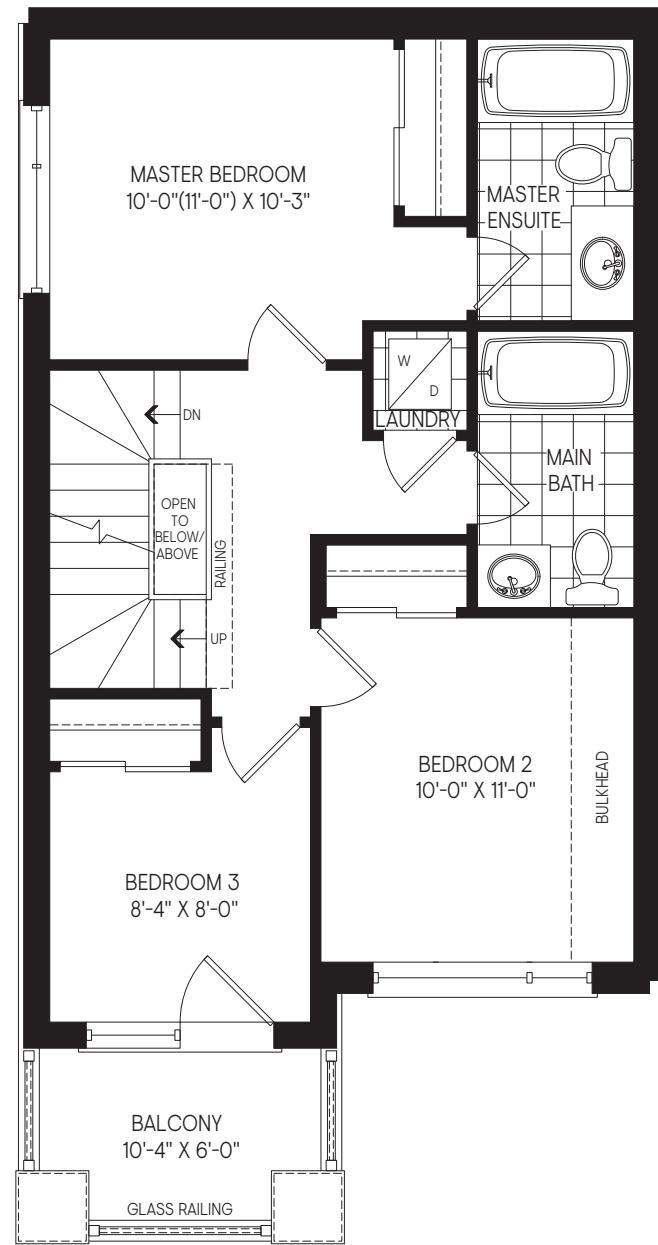 MASTER BEDROOM
10'-0"(11'-0") X 10'-3"
MASTER
ENSUITE
W
D
LAUNDRY
DN
MAIN
BATH
OPEN
TO
BELOW/
ABOVE
RAILING
UP
BEDROOM 2
10'-0" X 11'-0"
BULKHEAD
BEDROOM 3
8'-4" X 8'-0"
BALCONY
10'-4" X 6'-0"
GLASS RAILING